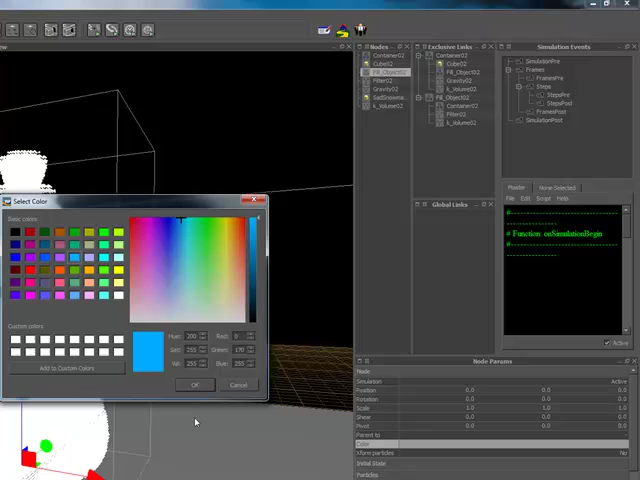 ew
Nodes
Container02
Cube02
Fill_Object02
Filter02
Gravity02
SadSnowma...
k_Volume02
Exclusive Links
Container02
Cube02
Fill_Object02
Gravity02
k_Volume02
Fill_Object02
Container02
Filter02
k_Volume02
Global Links
Simulation Events
SimulationPre
Frames
FramesPre
Steps
StepsPre
StepsPost
FramesPost
SimulationPost
Master
None Selected
File Edit Script Help
#----------------------------
----------------
# Function onSimulationBegin
#----------------------------
----------------
Active
Select Color
Basic colors
Custom colors
Add to Custom Colors
Hue: 200 Red: 0
Sat: 255 Green: 170
Val: 255 Blue: 255
OK Cancel
Node Params
Node
Simulation Active
Position 0.0 0.0 0.0
Rotation 0.0 0.0 0.0
Scale 1.0 1.0 1.0
Shear 0.0 0.0 0.0
Pivot 0.0 0.0 0.0
Parent to
Color
Xform particles No
Initial State
Particles